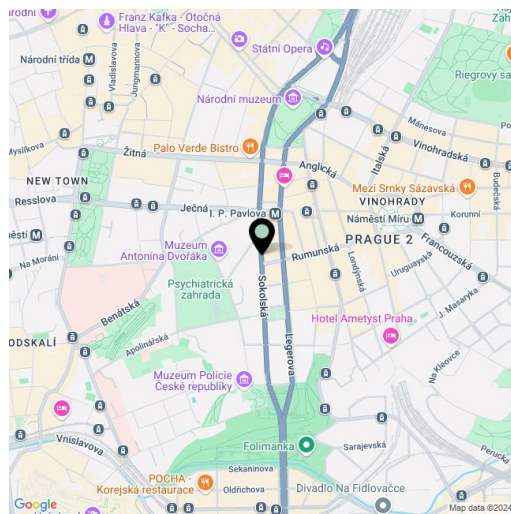 Franz Kafka - Otočná
Hlava - "K" - Socha...
Státní Opera
Národní třída
Vladislavova
Jungmannova
Národní muzeum
Riegrovy sa
Mánesova
Vinohradská
Italská
Budečská
Palo Verde Bistro
Žitná
Anglická
Mezi Srnky Sázavská
NEW TOWN
Resslova
VINOHRADY
Ječná
I. P. Pavlova
Náměstí Míru
Korunní
PRAGUE 2
Francouzská
Na Moráni
Muzeum
Antonína Dvořáka
Rumunská
Londýnská
Uruguayská
Psychiatrická
zahrada
Sokolská
J. Masaryka
Benátská
Legerova
Hotel Ametyst Praha
ODSKALÍ
Apolinářská
Na Kleovce
Muzeum Policie
České republiky
Vnislavova
Folimanka
Sarajevská
Perucká
Sekaninova
POCHA -
Korejská restaurace
Oldřichova
Divadlo Na Fidlovačce
Google
Map data ©2024